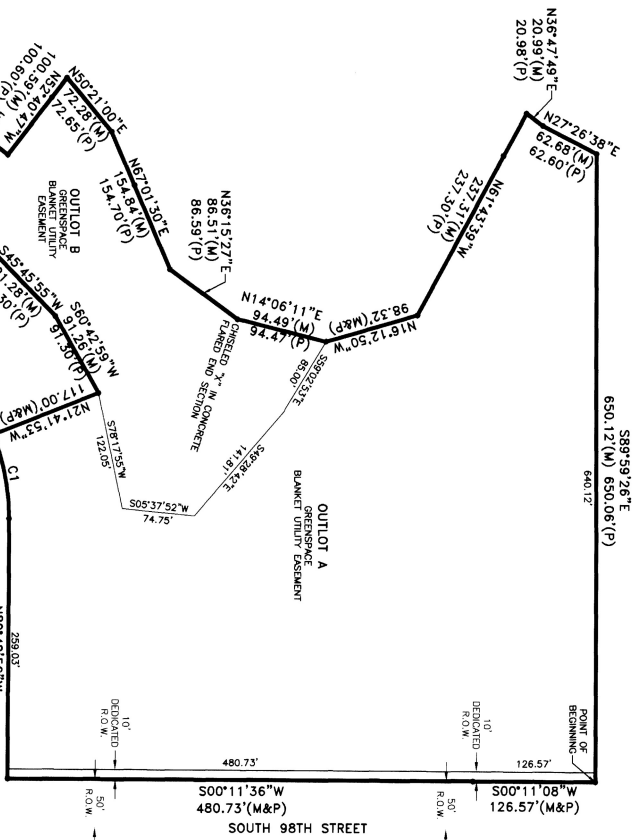 N36°47'49"E
20.99'(M)
20.98'(P)
N27°26'38"E
62.68'(M)
62.60'(P)
N61°43'39"W
237.31'(M)
237.30'(P)
S89°59'26"E
650.12'(M) 650.06'(P)
640.12'
100.59'(M)
100.60'(P)
N52°40'47"W
N50°21'00"E
72.28'(M)
72.65'(P)
N67°01'30"E
154.84'(M)
154.70'(P)
N36°15'27"E
86.51'(M)
86.59'(P)
N14°06'11"E
94.49'(M)
94.47'(P)
98.32'(M&P)
N16°12'50"W
CHISELED "X" IN CONCRETE
FLARED END SECTION
S59°02'53"E
85.00'
S49°28'42"E
141.81'
S05°37'52"W
74.75'
S78°17'55"W
122.05'
OUTLOT B
GREENSPACE
BLANKET UTILITY
EASEMENT
OUTLOT A
GREENSPACE
BLANKET UTILITY EASEMENT
S45°45'55"W
S60°42'59"W
91.26'(M)
91.30'(P)
117.00'(M&P)
N21°41'53"W
C1
259.03'
POINT OF
BEGINNING
10'
DEDICATED
R.O.W.
10'
DEDICATED
R.O.W.
480.73'
126.57'
50'
R.O.W.
50'
R.O.W.
S00°11'36"W
480.73'(M&P)
S00°11'08"W
126.57'(M&P)
SOUTH 98TH STREET